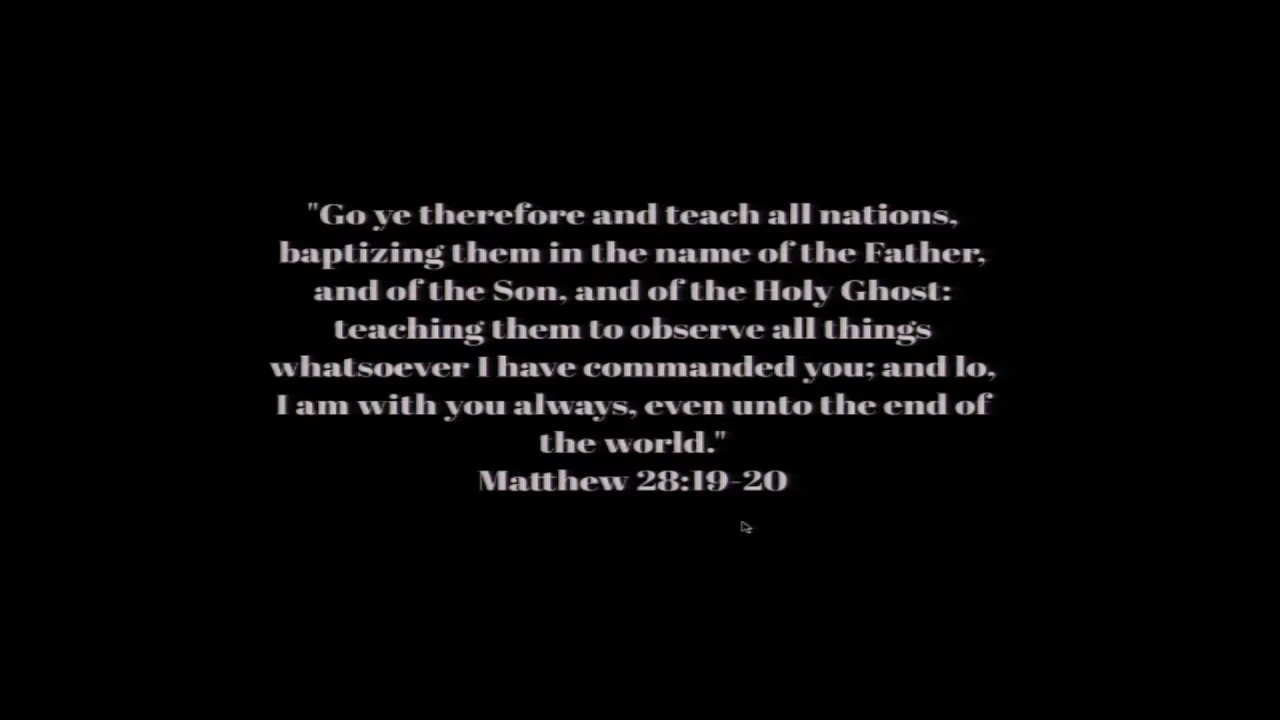 "Go ye therefore and teach all nations,
baptizing them in the name of the Father,
and of the Son, and of the Holy Ghost:
teaching them to observe all things
whatsoever I have commanded you; and lo,
I am with you always, even unto the end of
the world."
Matthew 28:19-20